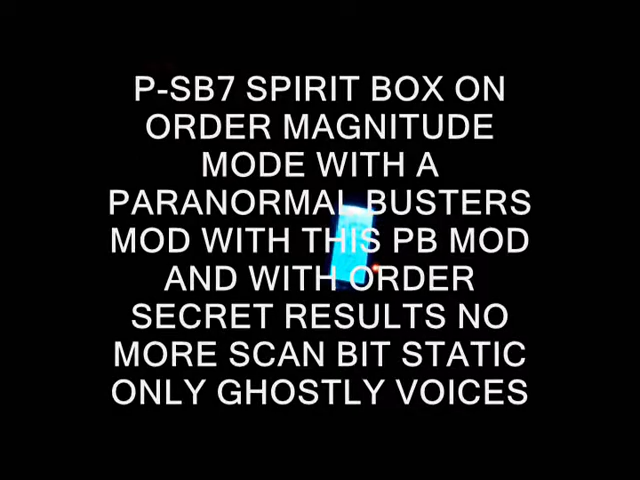 P-SB7 SPIRIT BOX ON
ORDER MAGNITUDE
MODE WITH A
PARANORMAL BUSTERS
MOD WITH THIS PB MOD
AND WITH ORDER
SECRET RESULTS NO
MORE SCAN BIT STATIC
ONLY GHOSTLY VOICES